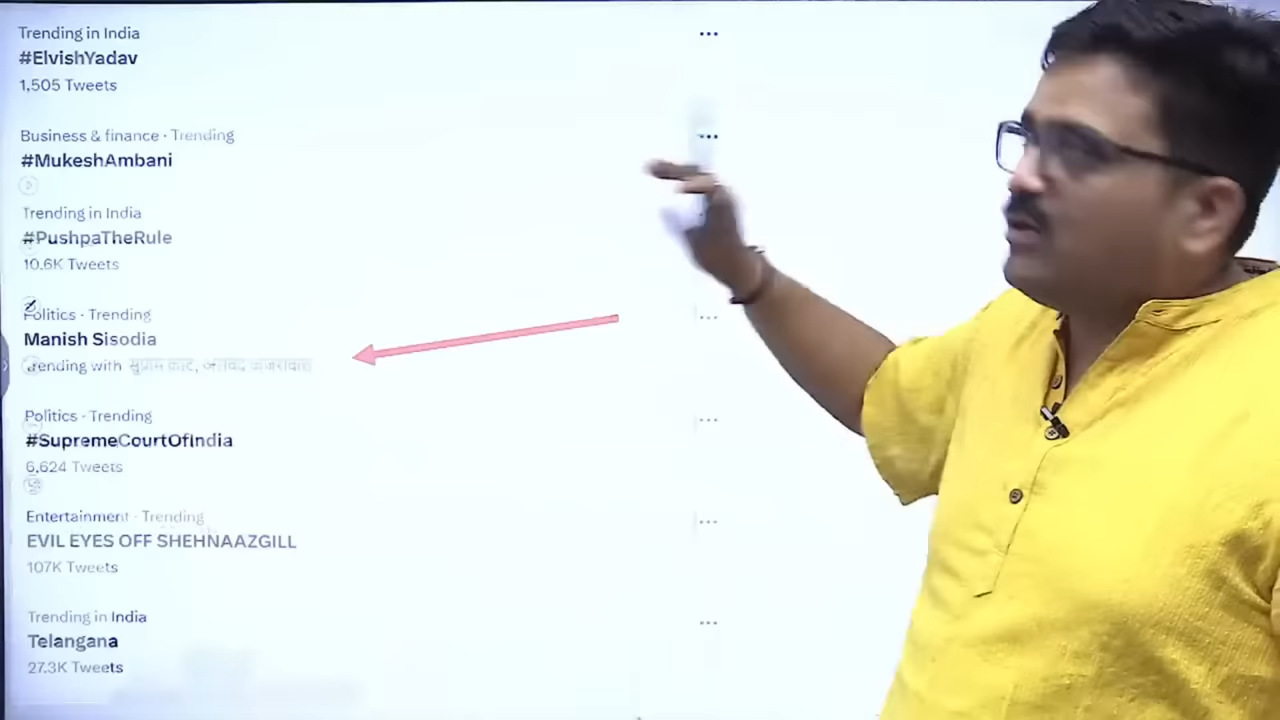 Trending in India
#ElvishYadav
1,505 Tweets
Business & finance · Trending
#MukeshAmbani
Trending in India
#PushpaTheRule
10.6K Tweets
Politics · Trending
Manish Sisodia
Trending with सुप्रीम कोर्ट, अरविंद केजरीवाल
Politics · Trending
#SupremeCourtOfIndia
6,624 Tweets
Entertainment · Trending
EVIL EYES OFF SHEHNAAZGILL
107K Tweets
Trending in India
Telangana
27.3K Tweets